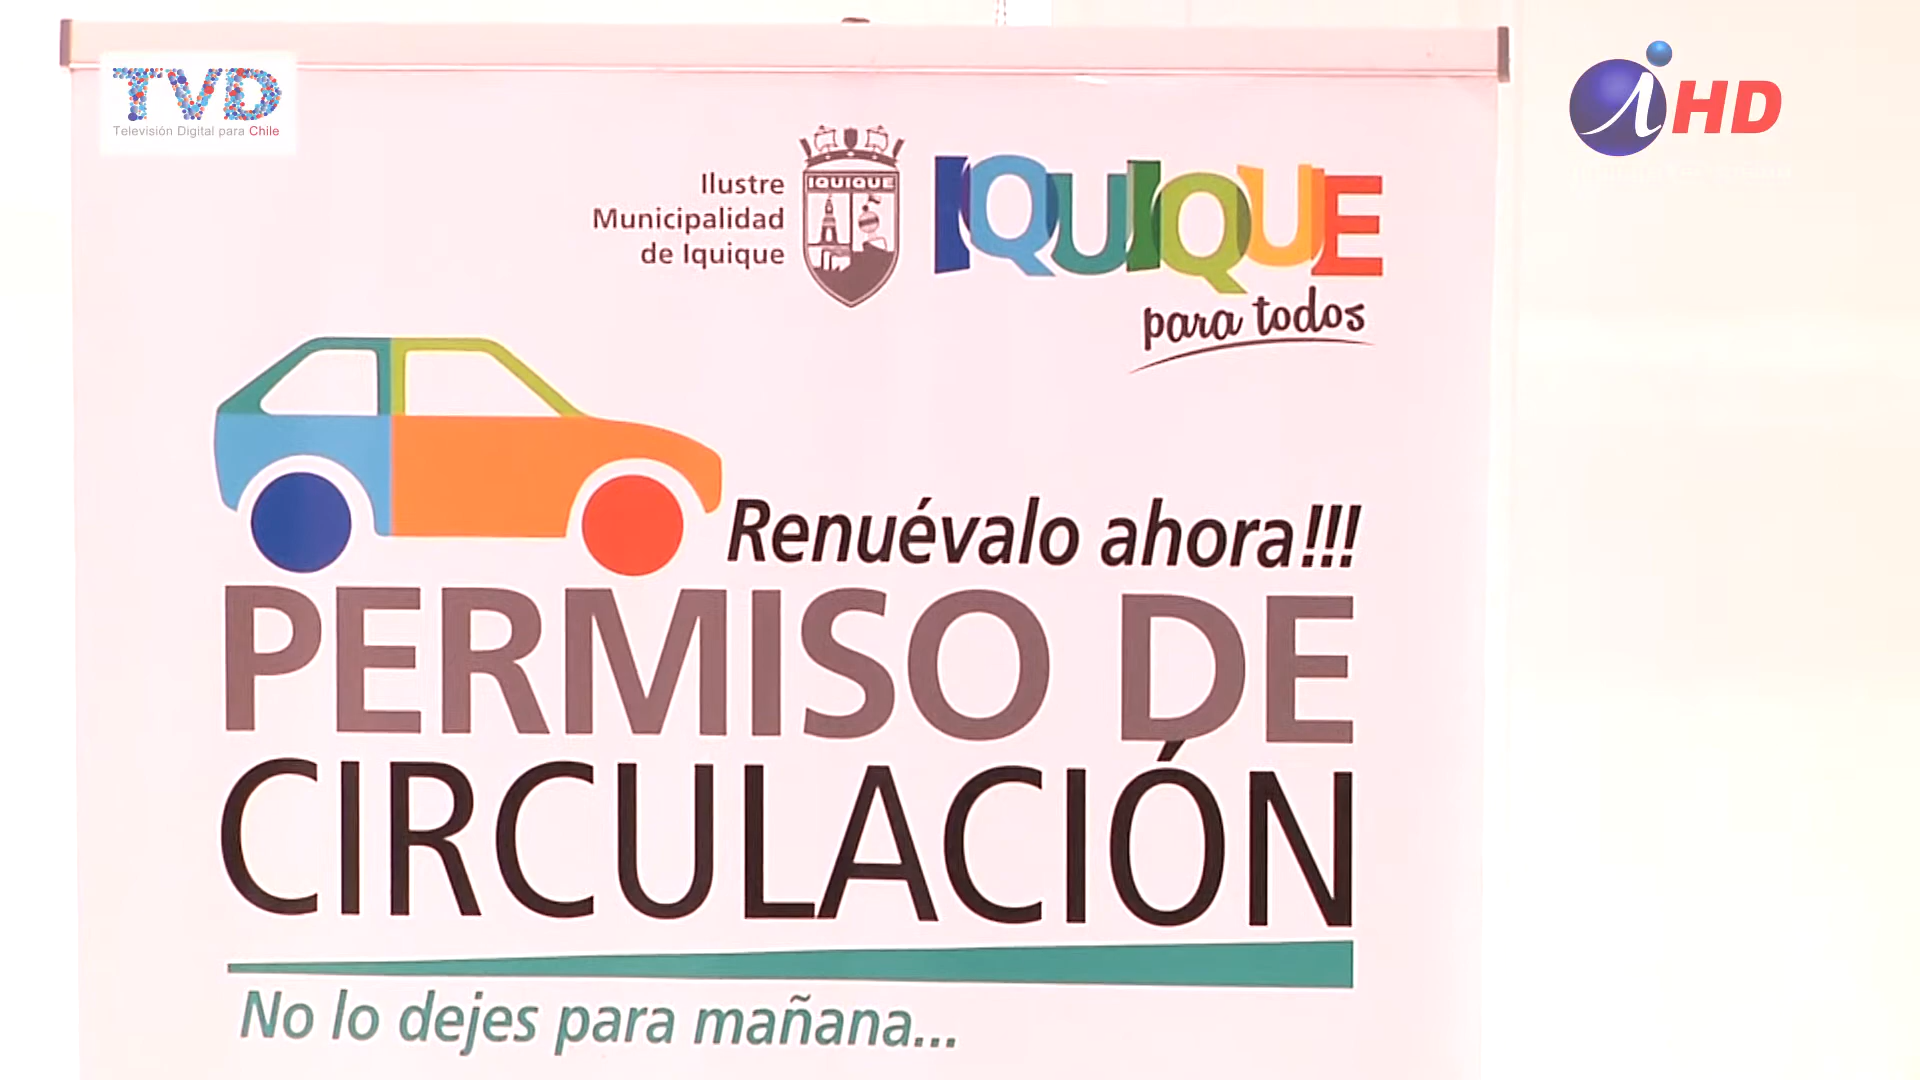 TVD
Televisión Digital para Chile
iHD
Ilustre
Municipalidad
de Iquique
IQUIQUE
IQUIQUE
para todos
Renuévalo ahora!!!
PERMISO DE
CIRCULACIÓN
No lo dejes para mañana...